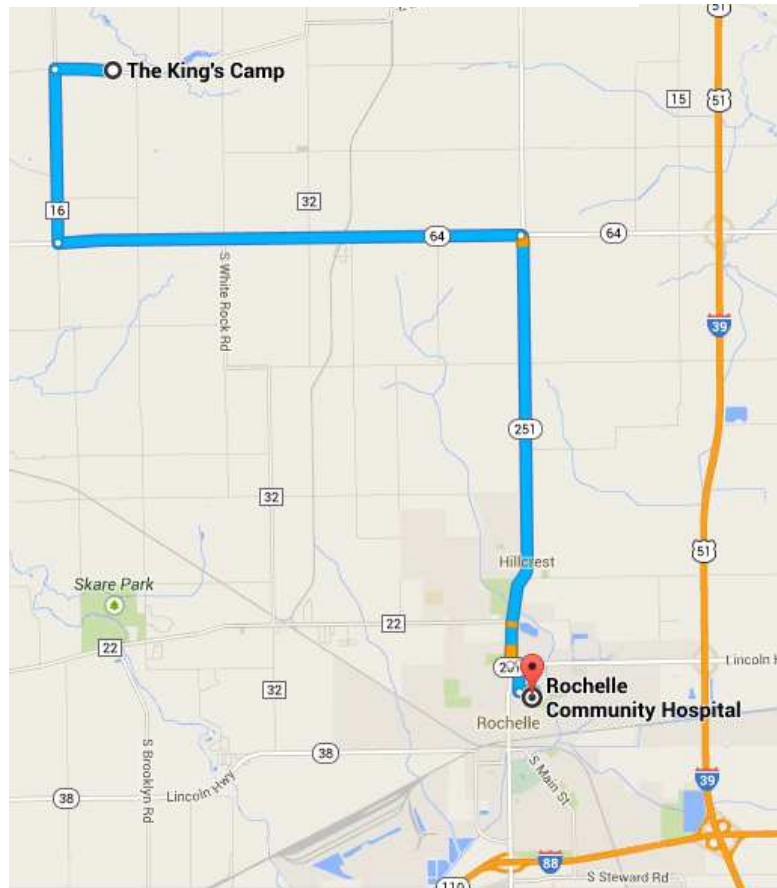 51
The King's Camp
15
51
32
16
64
64
S White Rock Rd
39
251
32
51
Hillcrest
Skare Park
22
22
Lincoln
Rochelle
Community Hospital
32
Rochelle
38
S Brooklyn Rd
S Main St
39
38
Lincoln Hwy
88
110
S Steward Rd